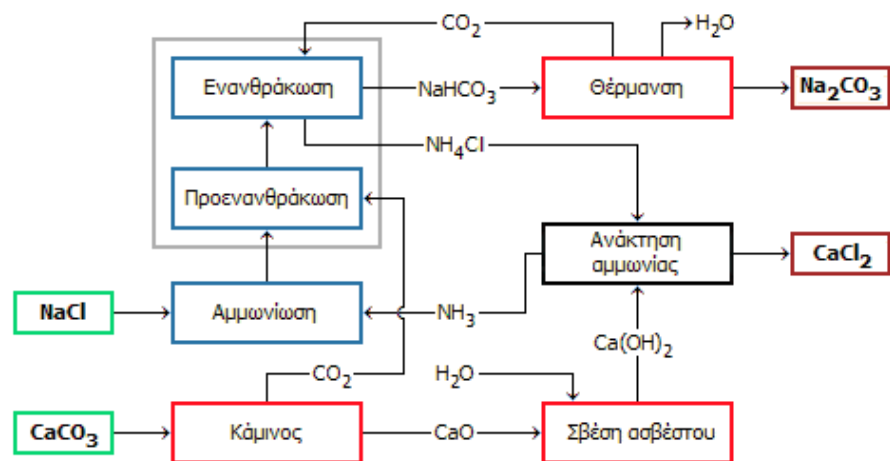 CO₂
H₂O
Ενανθράκωση
NaHCO₃
Θέρμανση
Na₂CO₃
NH₄Cl
Προενανθράκωση
Ανάκτηση
αμμωνίας
CaCl₂
NaCl
Αμμωνίωση
NH₃
Ca(OH)₂
CO₂
H₂O
CaCO₃
Κάμινος
CaO
Σβέση ασβέστου